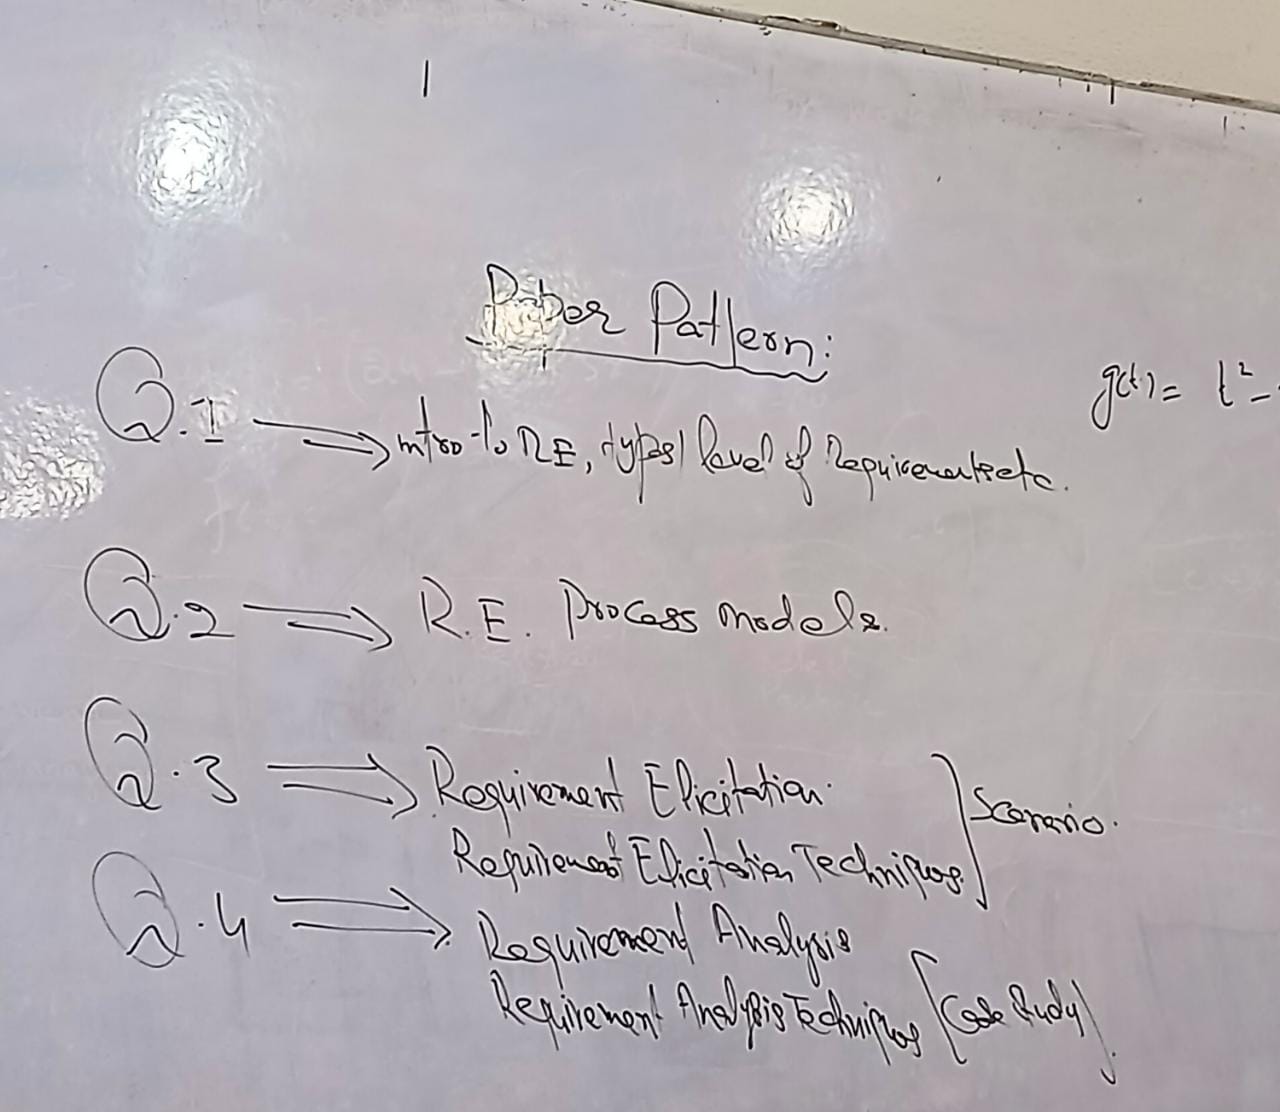 Paper Pattern:
g(t) = t² -
Q.1 ⟹ intro to RE, types/level of Requirements etc.
Q.2 ⟹ R.E. Process models.
Q.3 ⟹ Requirement Elicitation.
Requirement Elicitation Techniques ] Scenario.
Q.4 ⟹ Requirement Analysis
Requirement Analysis Techniques [Case Study].